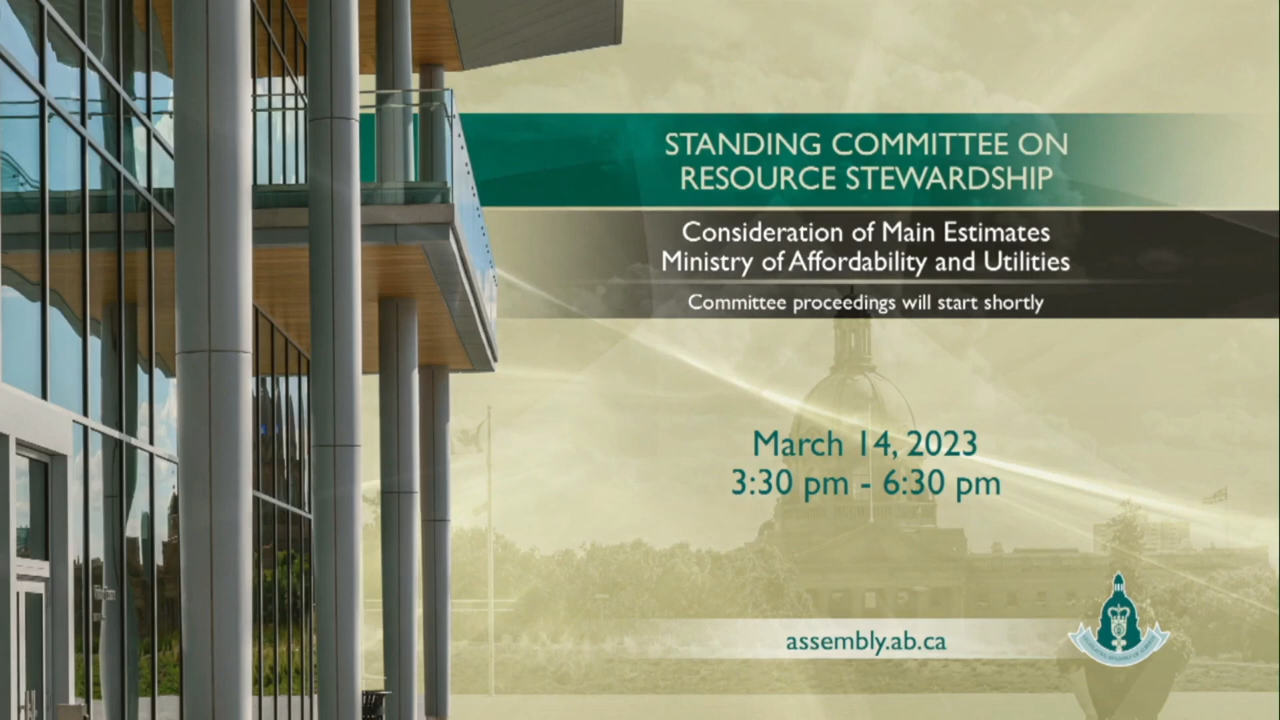 STANDING COMMITTEE ON
RESOURCE STEWARDSHIP
Consideration of Main Estimates
Ministry of Affordability and Utilities
Committee proceedings will start shortly
March 14, 2023
3:30 pm - 6:30 pm
assembly.ab.ca